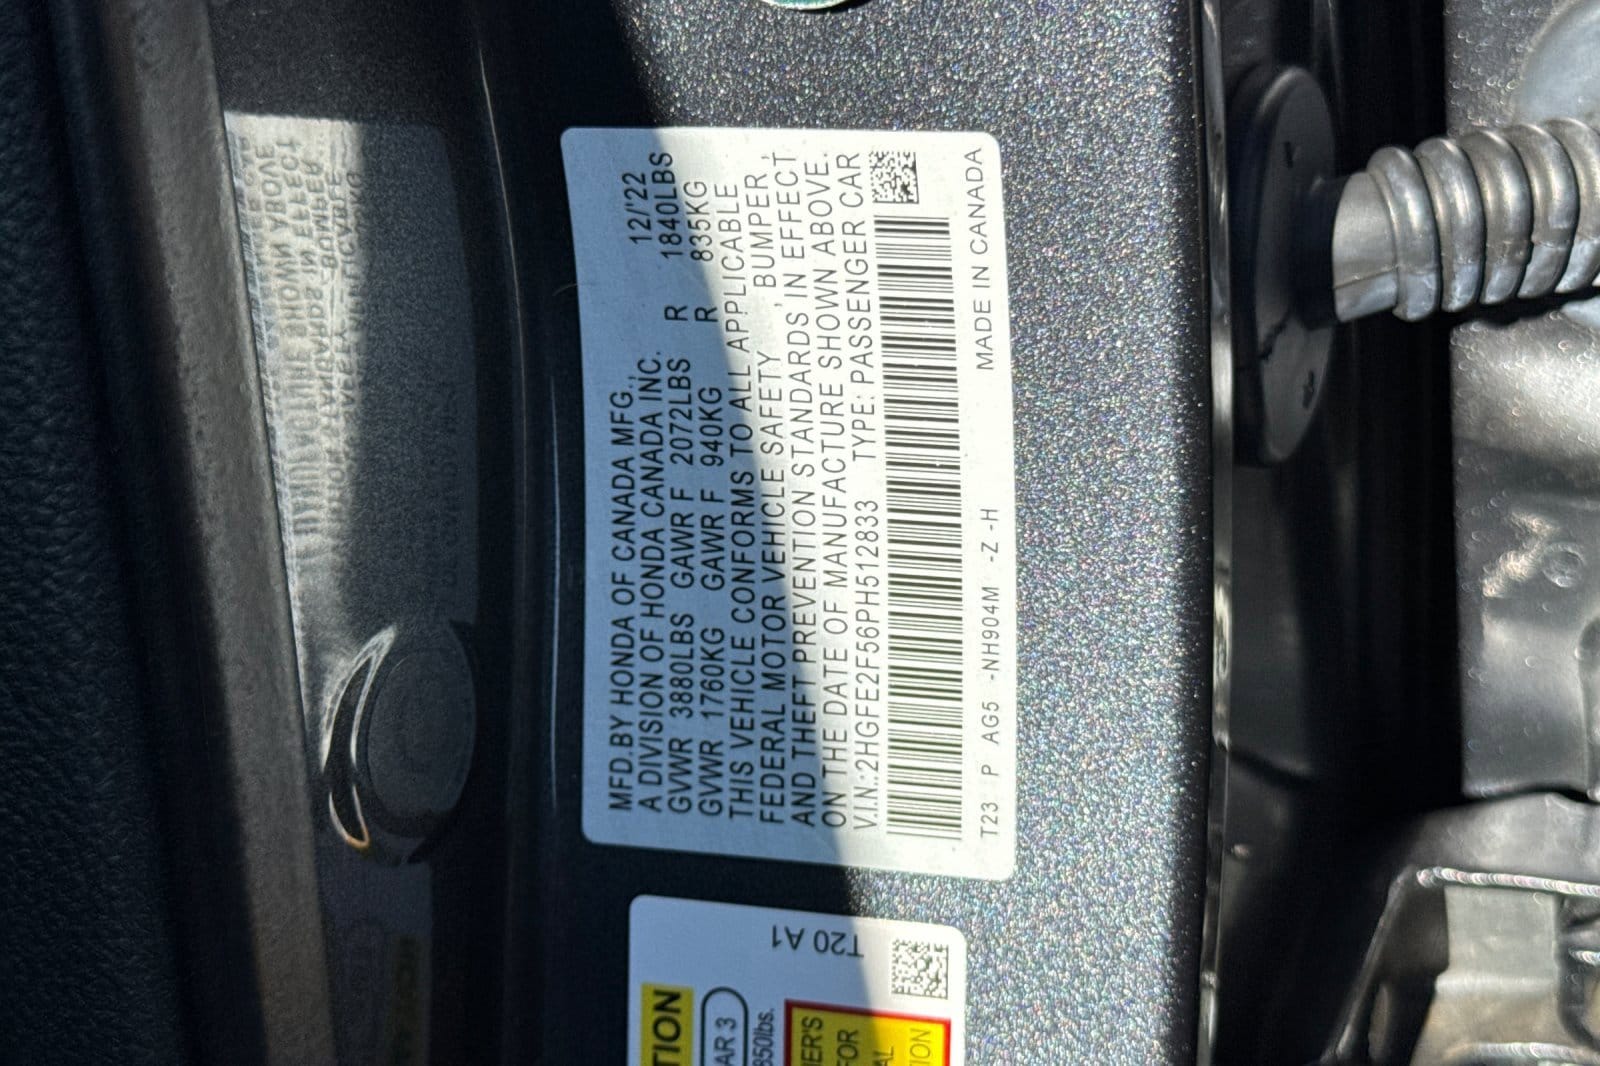 MFD.BY HONDA OF CANADA MFG.,
A DIVISION OF HONDA CANADA INC. 12/'22
GVWR 3880LBS GAWR F 2072LBS R 1840LBS
GVWR 1760KG GAWR F 940KG R 835KG
THIS VEHICLE CONFORMS TO ALL APPLICABLE
FEDERAL MOTOR VEHICLE SAFETY, BUMPER,
AND THEFT PREVENTION STANDARDS IN EFFECT
ON THE DATE OF MANUFACTURE SHOWN ABOVE.
V.I.N.:2HGFE2F56PH512833 TYPE:PASSENGER CAR
T23 P AG5 -NH904M -Z -H MADE IN CANADA
T20 A1
AR 3
850lbs.